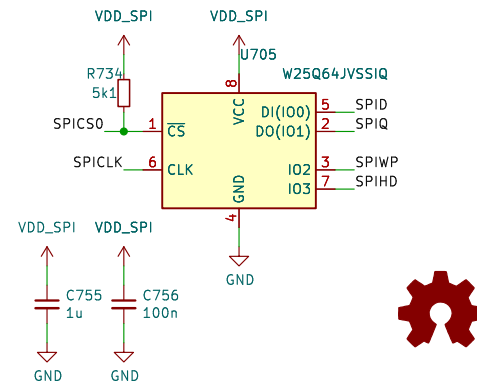 VDD_SPI VDD_SPI
U705
R734 W25Q64JVSSIQ
5k1
8
VCC
SPICS0 1 CS
DI(IO0) 5 SPID
DO(IO1) 2 SPIQ
SPICLK 6 CLK
IO2 3 SPIWP
IO3 7 SPIHD
GND
4
GND
VDD_SPI VDD_SPI
C755 C756
1u 100n
GND GND